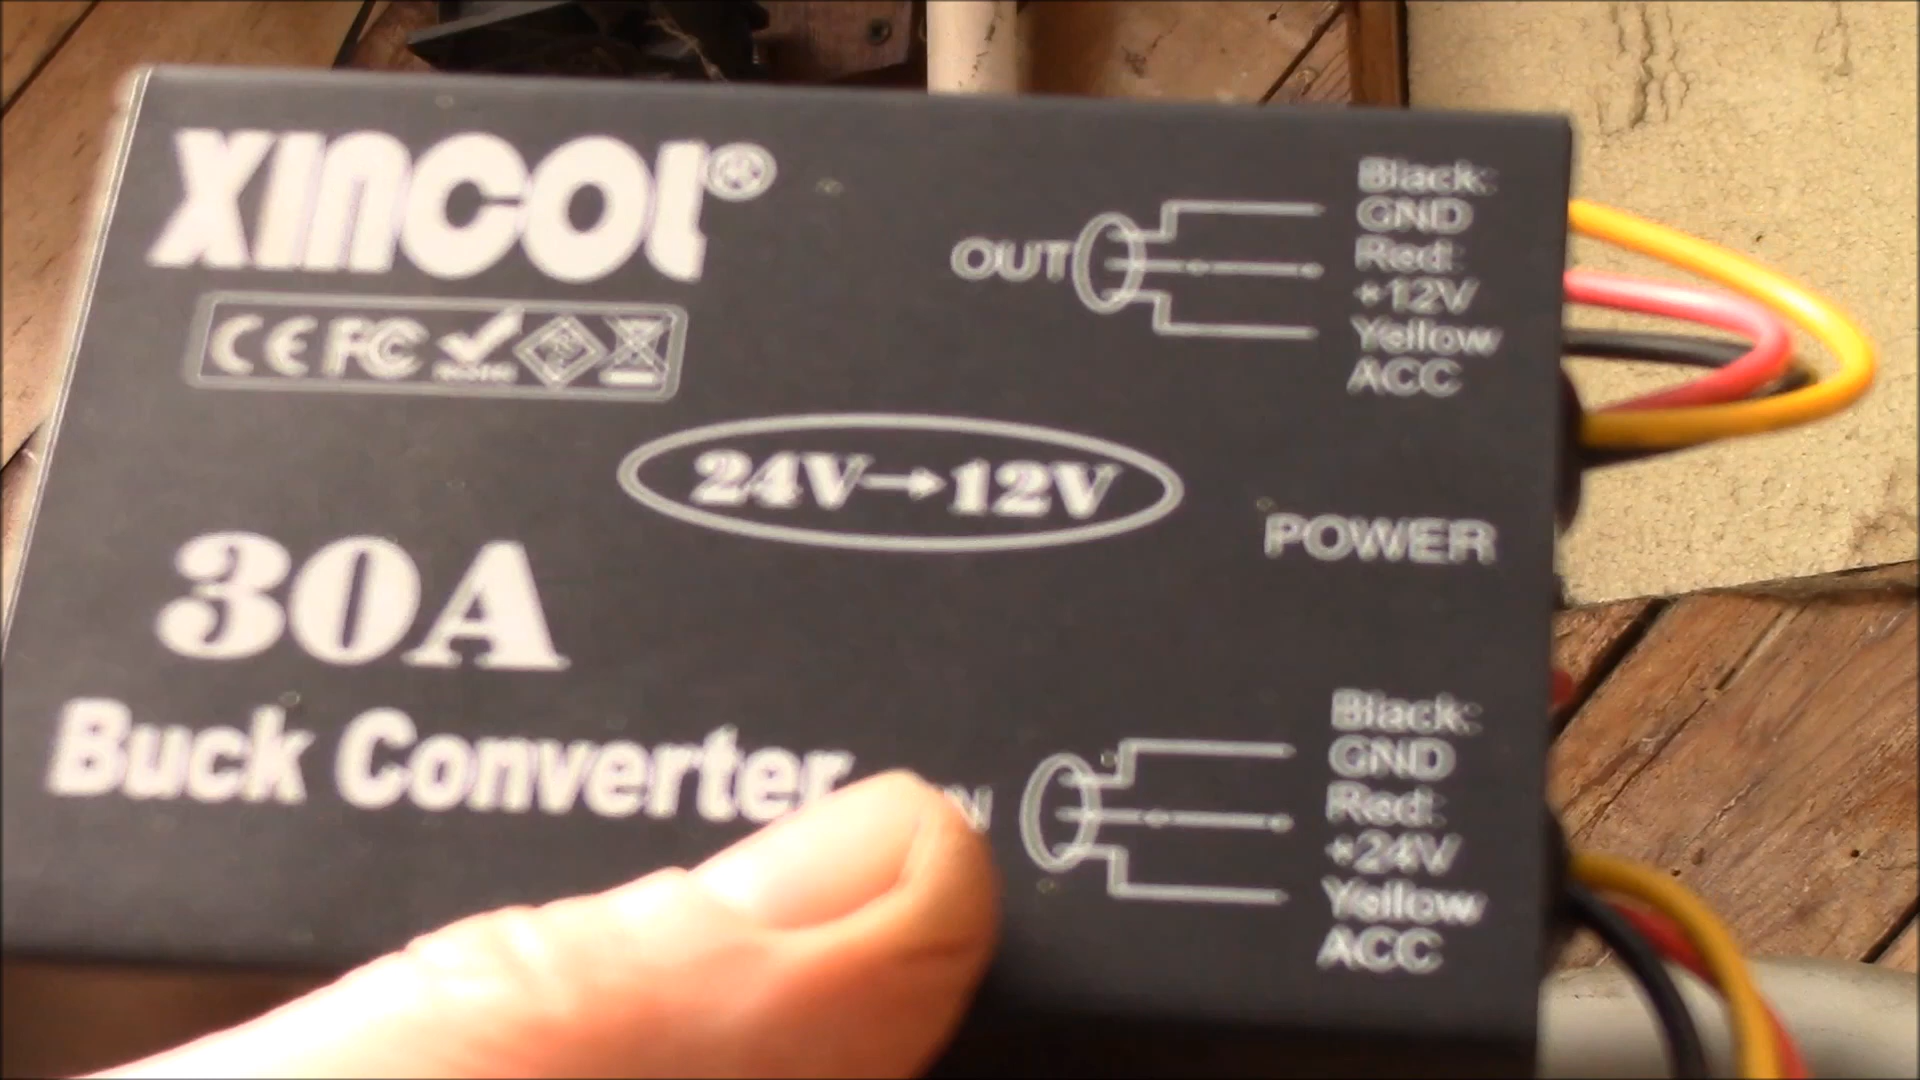 XINCOL®
CE FC
24V→12V
30A
Buck Converter
OUT
Black:
GND
Red:
+12V
Yellow
ACC
POWER
Black:
GND
Red:
+24V
Yellow
ACC